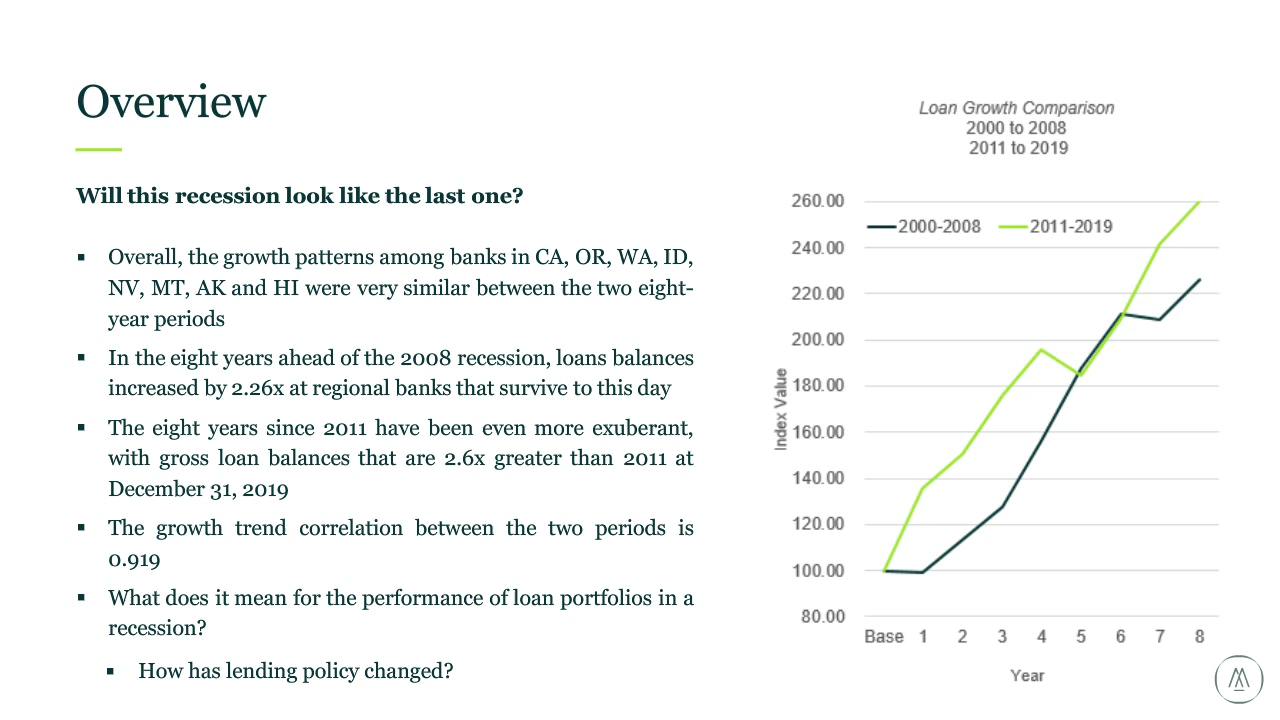 Overview
Will this recession look like the last one?
▪ Overall, the growth patterns among banks in CA, OR, WA, ID,
NV, MT, AK and HI were very similar between the two eight-
year periods
▪ In the eight years ahead of the 2008 recession, loans balances
increased by 2.26x at regional banks that survive to this day
▪ The eight years since 2011 have been even more exuberant,
with gross loan balances that are 2.6x greater than 2011 at
December 31, 2019
▪ The growth trend correlation between the two periods is
0.919
▪ What does it mean for the performance of loan portfolios in a
recession?
▪ How has lending policy changed?
Loan Growth Comparison
2000 to 2008
2011 to 2019
2000-2008 2011-2019
Index Value
260.00
240.00
220.00
200.00
180.00
160.00
140.00
120.00
100.00
80.00
Base 1 2 3 4 5 6 7 8
Year